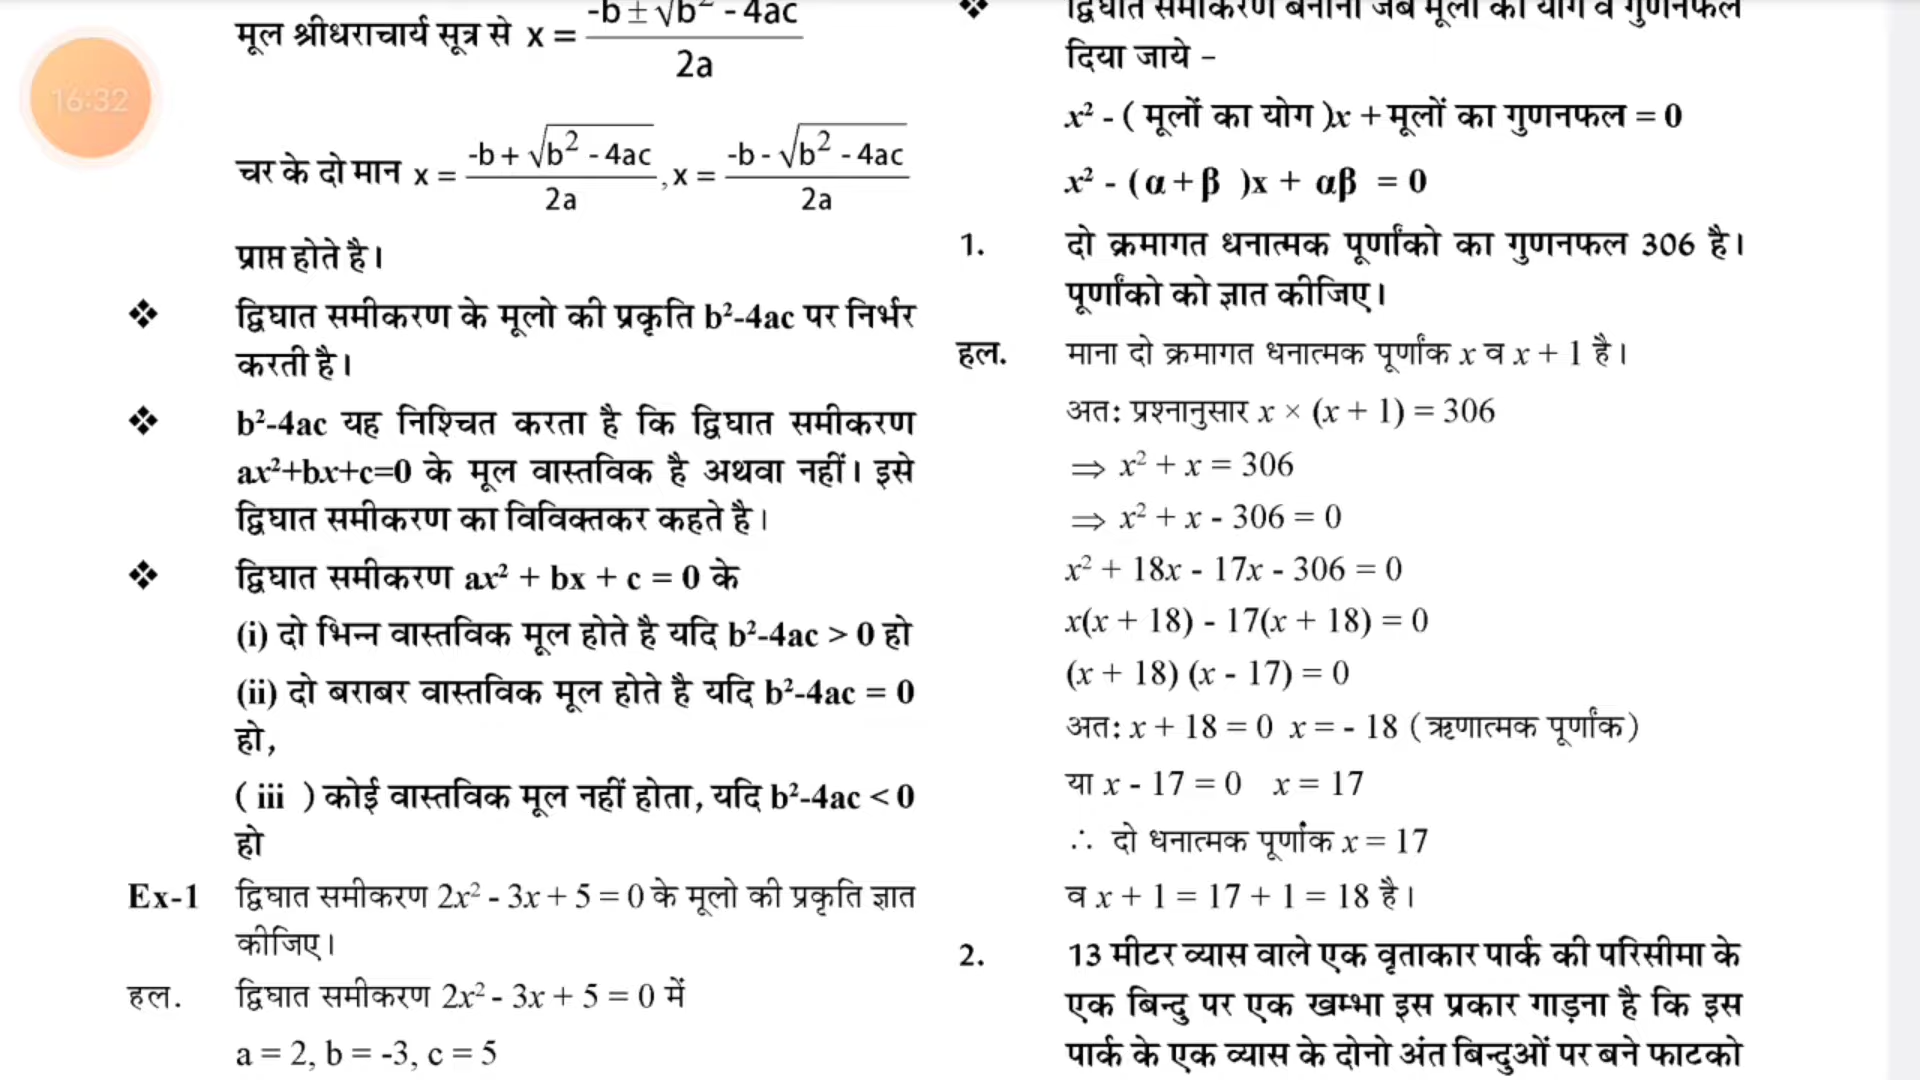 16:32
मूल श्रीधराचार्य सूत्र से x = -b ± √b² - 4ac / 2a
चर के दो मान x = -b + √b² - 4ac / 2a , x = -b - √b² - 4ac / 2a
प्राप्त होते है।
❖ द्विघात समीकरण के मूलो की प्रकृति b²-4ac पर निर्भर
करती है।
❖ b²-4ac यह निश्चित करता है कि द्विघात समीकरण
ax²+bx+c=0 के मूल वास्तविक है अथवा नहीं। इसे
द्विघात समीकरण का विविक्तकर कहते है।
❖ द्विघात समीकरण ax² + bx + c = 0 के
(i) दो भिन्न वास्तविक मूल होते है यदि b²-4ac > 0 हो
(ii) दो बराबर वास्तविक मूल होते है यदि b²-4ac = 0
हो,
( iii ) कोई वास्तविक मूल नहीं होता, यदि b²-4ac < 0
हो
Ex-1 द्विघात समीकरण 2x² - 3x + 5 = 0 के मूलो की प्रकृति ज्ञात
कीजिए।
हल. द्विघात समीकरण 2x² - 3x + 5 = 0 में
a = 2, b = -3, c = 5
❖ द्विघात समीकरण बनाना जब मूलों का योग व गुणनफल
दिया जाये -
x² - ( मूलों का योग )x + मूलों का गुणनफल = 0
x² - ( α + β )x + αβ = 0
1. दो क्रमागत धनात्मक पूर्णांको का गुणनफल 306 है।
पूर्णांको को ज्ञात कीजिए।
हल. माना दो क्रमागत धनात्मक पूर्णांक x व x + 1 है।
अत: प्रश्नानुसार x × (x + 1) = 306
⇒ x² + x = 306
⇒ x² + x - 306 = 0
x² + 18x - 17x - 306 = 0
x(x + 18) - 17(x + 18) = 0
(x + 18) (x - 17) = 0
अत: x + 18 = 0 x = - 18 (ऋणात्मक पूर्णांक)
या x - 17 = 0 x = 17
∴ दो धनात्मक पूर्णांक x = 17
व x + 1 = 17 + 1 = 18 है।
2. 13 मीटर व्यास वाले एक वृताकार पार्क की परिसीमा के
एक बिन्दु पर एक खम्भा इस प्रकार गाड़ना है कि इस
पार्क के एक व्यास के दोनो अंत बिन्दुओं पर बने फाटको